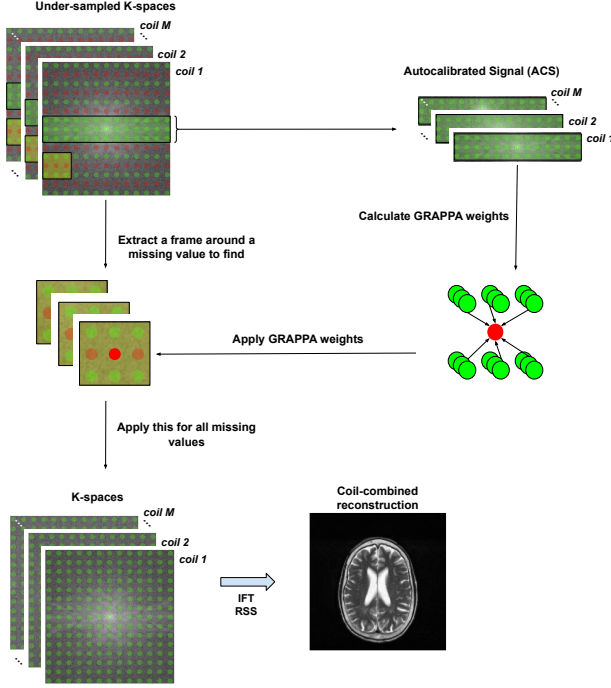 Under-sampled K-spaces
coil M
coil 2
coil 1
Autocalibrated Signal (ACS)
coil M
coil 2
coil 1
Calculate GRAPPA weights
Extract a frame around a
missing value to find
Apply GRAPPA weights
Apply this for all missing
values
K-spaces
coil M
coil 2
coil 1
IFT
RSS
Coil-combined
reconstruction